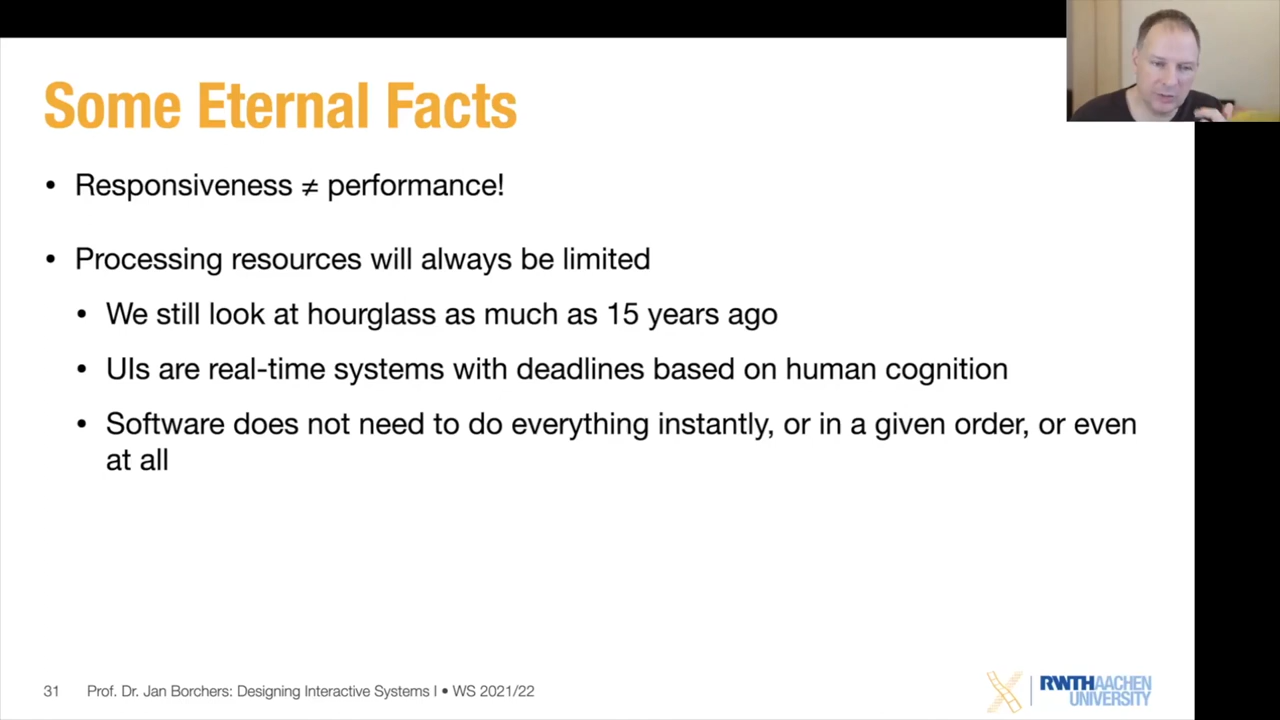 Some Eternal Facts
• Responsiveness ≠ performance!
• Processing resources will always be limited
• We still look at hourglass as much as 15 years ago
• UIs are real-time systems with deadlines based on human cognition
• Software does not need to do everything instantly, or in a given order, or even
at all
31 Prof. Dr. Jan Borchers: Designing Interactive Systems I • WS 2021/22
RWTHAACHEN
UNIVERSITY